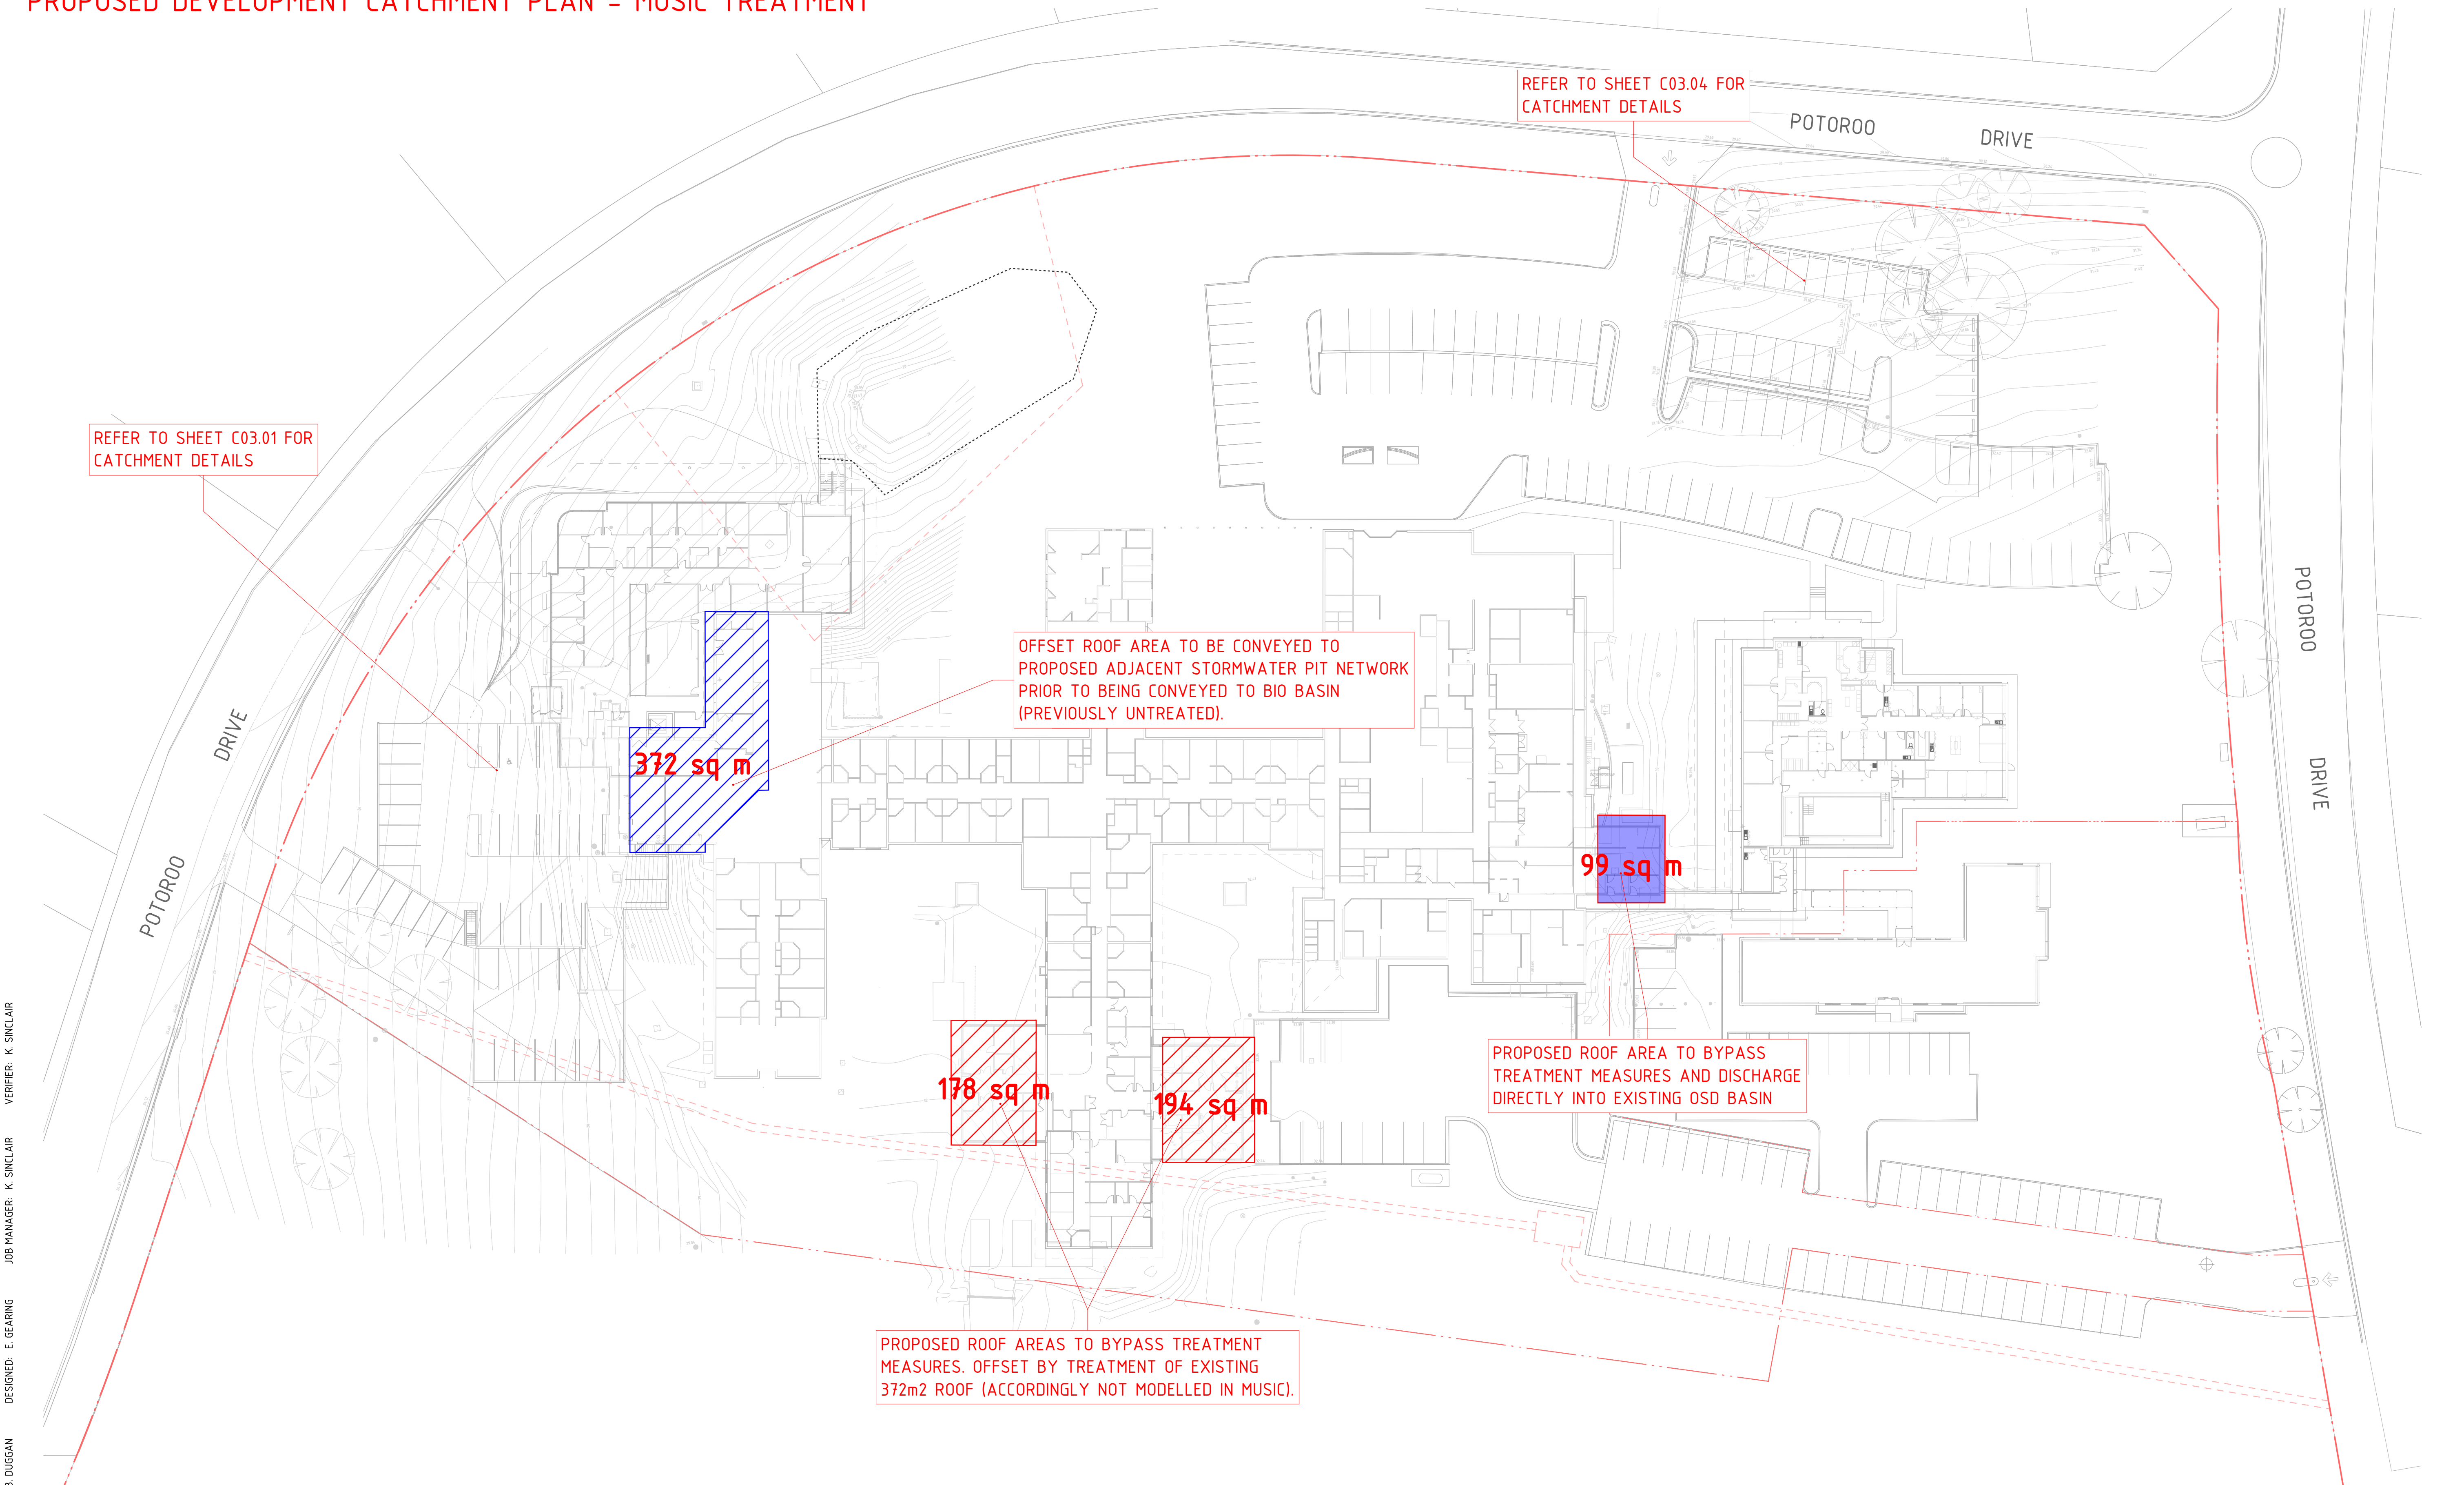 PROPOSED DEVELOPMENT CATCHMENT PLAN - MUSIC TREATMENT
REFER TO SHEET C03.04 FOR
CATCHMENT DETAILS
POTOROO DRIVE
REFER TO SHEET C03.01 FOR
CATCHMENT DETAILS
OFFSET ROOF AREA TO BE CONVEYED TO
PROPOSED ADJACENT STORMWATER PIT NETWORK
PRIOR TO BEING CONVEYED TO BIO BASIN
(PREVIOUSLY UNTREATED).
POTOROO DRIVE
372 sq m
POTOROO DRIVE
99 sq m
178 sq m
194 sq m
PROPOSED ROOF AREA TO BYPASS
TREATMENT MEASURES AND DISCHARGE
DIRECTLY INTO EXISTING OSD BASIN
PROPOSED ROOF AREAS TO BYPASS TREATMENT
MEASURES. OFFSET BY TREATMENT OF EXISTING
372m2 ROOF (ACCORDINGLY NOT MODELLED IN MUSIC).
B. DUGGAN DESIGNED: E. GEARING JOB MANAGER: K. SINCLAIR VERIFIER: K. SINCLAIR